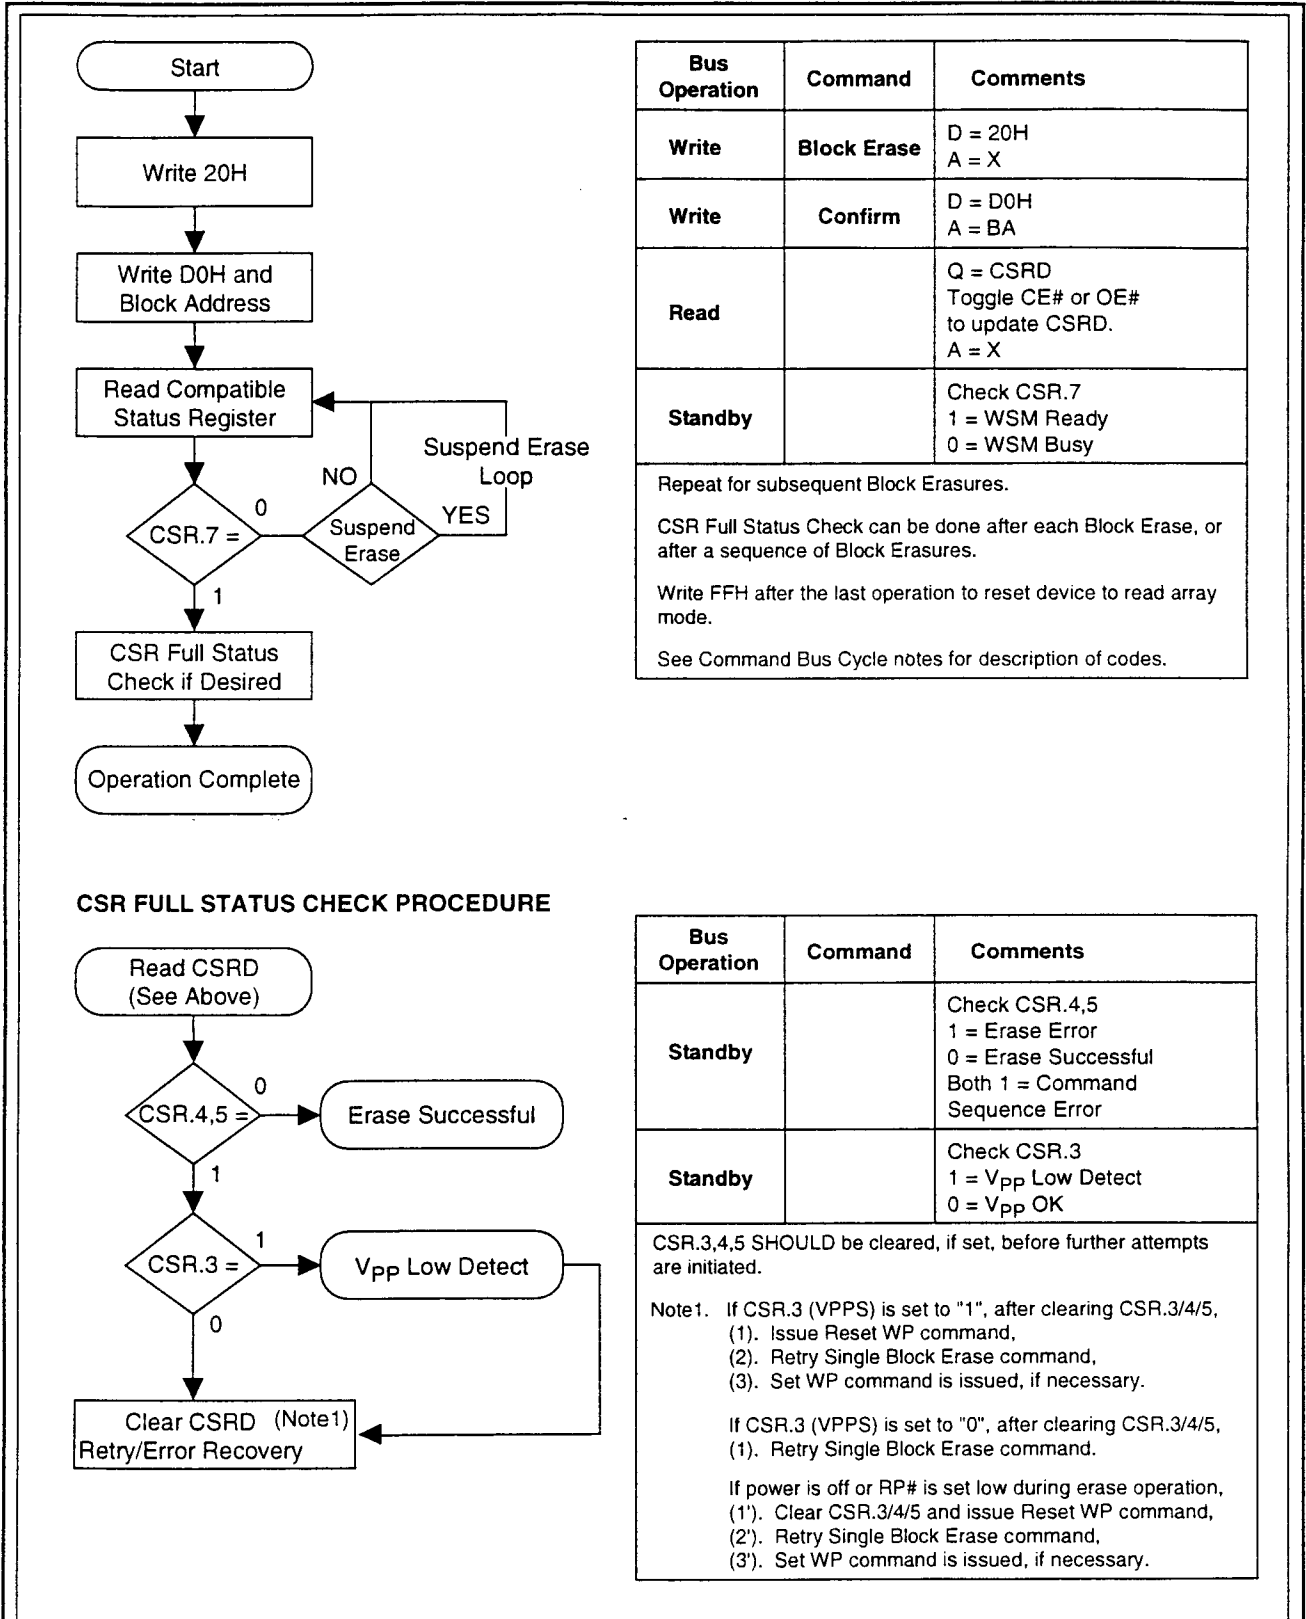 Start
Write 20H
Write D0H and
Block Address
Read Compatible
Status Register
Suspend Erase
Loop
NO
YES
0
CSR.7 =
Suspend
Erase
1
CSR Full Status
Check if Desired
Operation Complete
Bus
Operation
Command
Comments
Write
Block Erase
D = 20H
A = X
Write
Confirm
D = D0H
A = BA
Read
Q = CSRD
Toggle CE# or OE#
to update CSRD.
A = X
Standby
Check CSR.7
1 = WSM Ready
0 = WSM Busy
Repeat for subsequent Block Erasures.
CSR Full Status Check can be done after each Block Erase, or
after a sequence of Block Erasures.
Write FFH after the last operation to reset device to read array
mode.
See Command Bus Cycle notes for description of codes.
CSR FULL STATUS CHECK PROCEDURE
Read CSRD
(See Above)
0
CSR.4,5 =
Erase Successful
1
1
CSR.3 =
VPP Low Detect
0
Clear CSRD (Note1)
Retry/Error Recovery
Bus
Operation
Command
Comments
Standby
Check CSR.4,5
1 = Erase Error
0 = Erase Successful
Both 1 = Command
Sequence Error
Standby
Check CSR.3
1 = VPP Low Detect
0 = VPP OK
CSR.3,4,5 SHOULD be cleared, if set, before further attempts
are initiated.
Note1. If CSR.3 (VPPS) is set to "1", after clearing CSR.3/4/5,
(1). Issue Reset WP command,
(2). Retry Single Block Erase command,
(3). Set WP command is issued, if necessary.
If CSR.3 (VPPS) is set to "0", after clearing CSR.3/4/5,
(1). Retry Single Block Erase command.
If power is off or RP# is set low during erase operation,
(1'). Clear CSR.3/4/5 and issue Reset WP command,
(2'). Retry Single Block Erase command,
(3'). Set WP command is issued, if necessary.